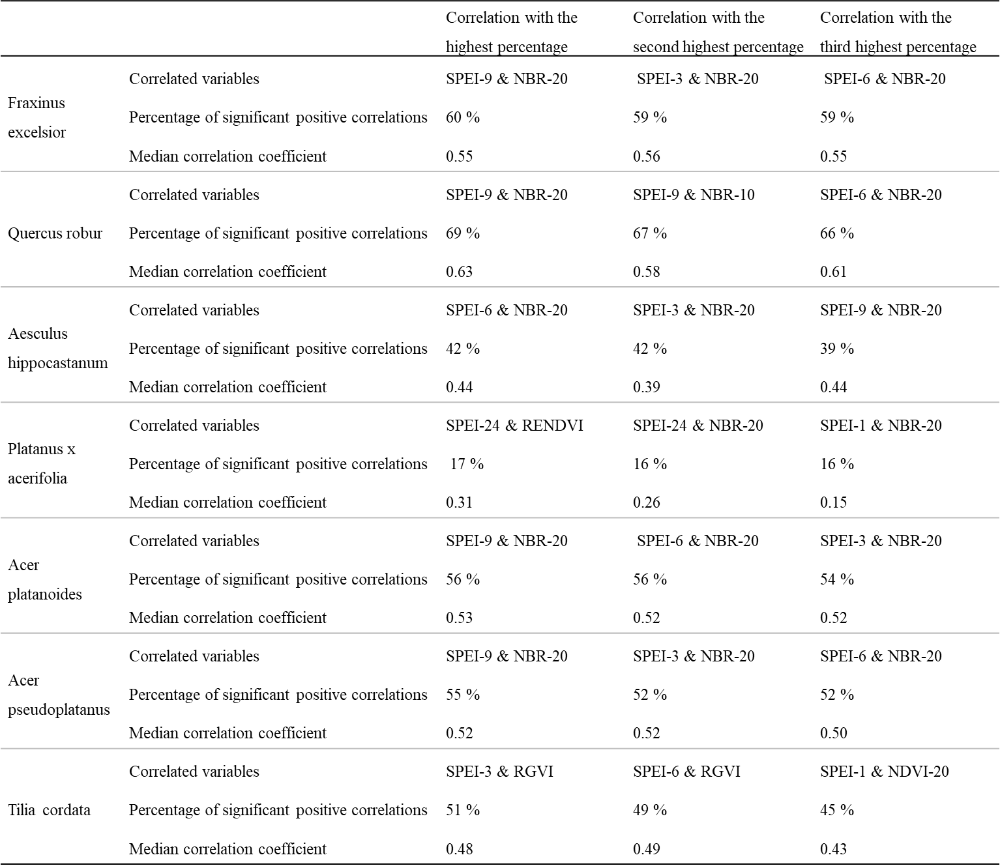 Correlation with the highest percentage Correlation with the second highest percentage Correlation with the third highest percentage
Fraxinus excelsior
Correlated variables SPEI-9 & NBR-20 SPEI-3 & NBR-20 SPEI-6 & NBR-20
Percentage of significant positive correlations 60 % 59 % 59 %
Median correlation coefficient 0.55 0.56 0.55
Quercus robur
Correlated variables SPEI-9 & NBR-20 SPEI-9 & NBR-10 SPEI-6 & NBR-20
Percentage of significant positive correlations 69 % 67 % 66 %
Median correlation coefficient 0.63 0.58 0.61
Aesculus hippocastanum
Correlated variables SPEI-6 & NBR-20 SPEI-3 & NBR-20 SPEI-9 & NBR-20
Percentage of significant positive correlations 42 % 42 % 39 %
Median correlation coefficient 0.44 0.39 0.44
Platanus x acerifolia
Correlated variables SPEI-24 & RENDVI SPEI-24 & NBR-20 SPEI-1 & NBR-20
Percentage of significant positive correlations 17 % 16 % 16 %
Median correlation coefficient 0.31 0.26 0.15
Acer platanoides
Correlated variables SPEI-9 & NBR-20 SPEI-6 & NBR-20 SPEI-3 & NBR-20
Percentage of significant positive correlations 56 % 56 % 54 %
Median correlation coefficient 0.53 0.52 0.52
Acer pseudoplatanus
Correlated variables SPEI-9 & NBR-20 SPEI-3 & NBR-20 SPEI-6 & NBR-20
Percentage of significant positive correlations 55 % 52 % 52 %
Median correlation coefficient 0.52 0.52 0.50
Tilia cordata
Correlated variables SPEI-3 & RGVI SPEI-6 & RGVI SPEI-1 & NDVI-20
Percentage of significant positive correlations 51 % 49 % 45 %
Median correlation coefficient 0.48 0.49 0.43